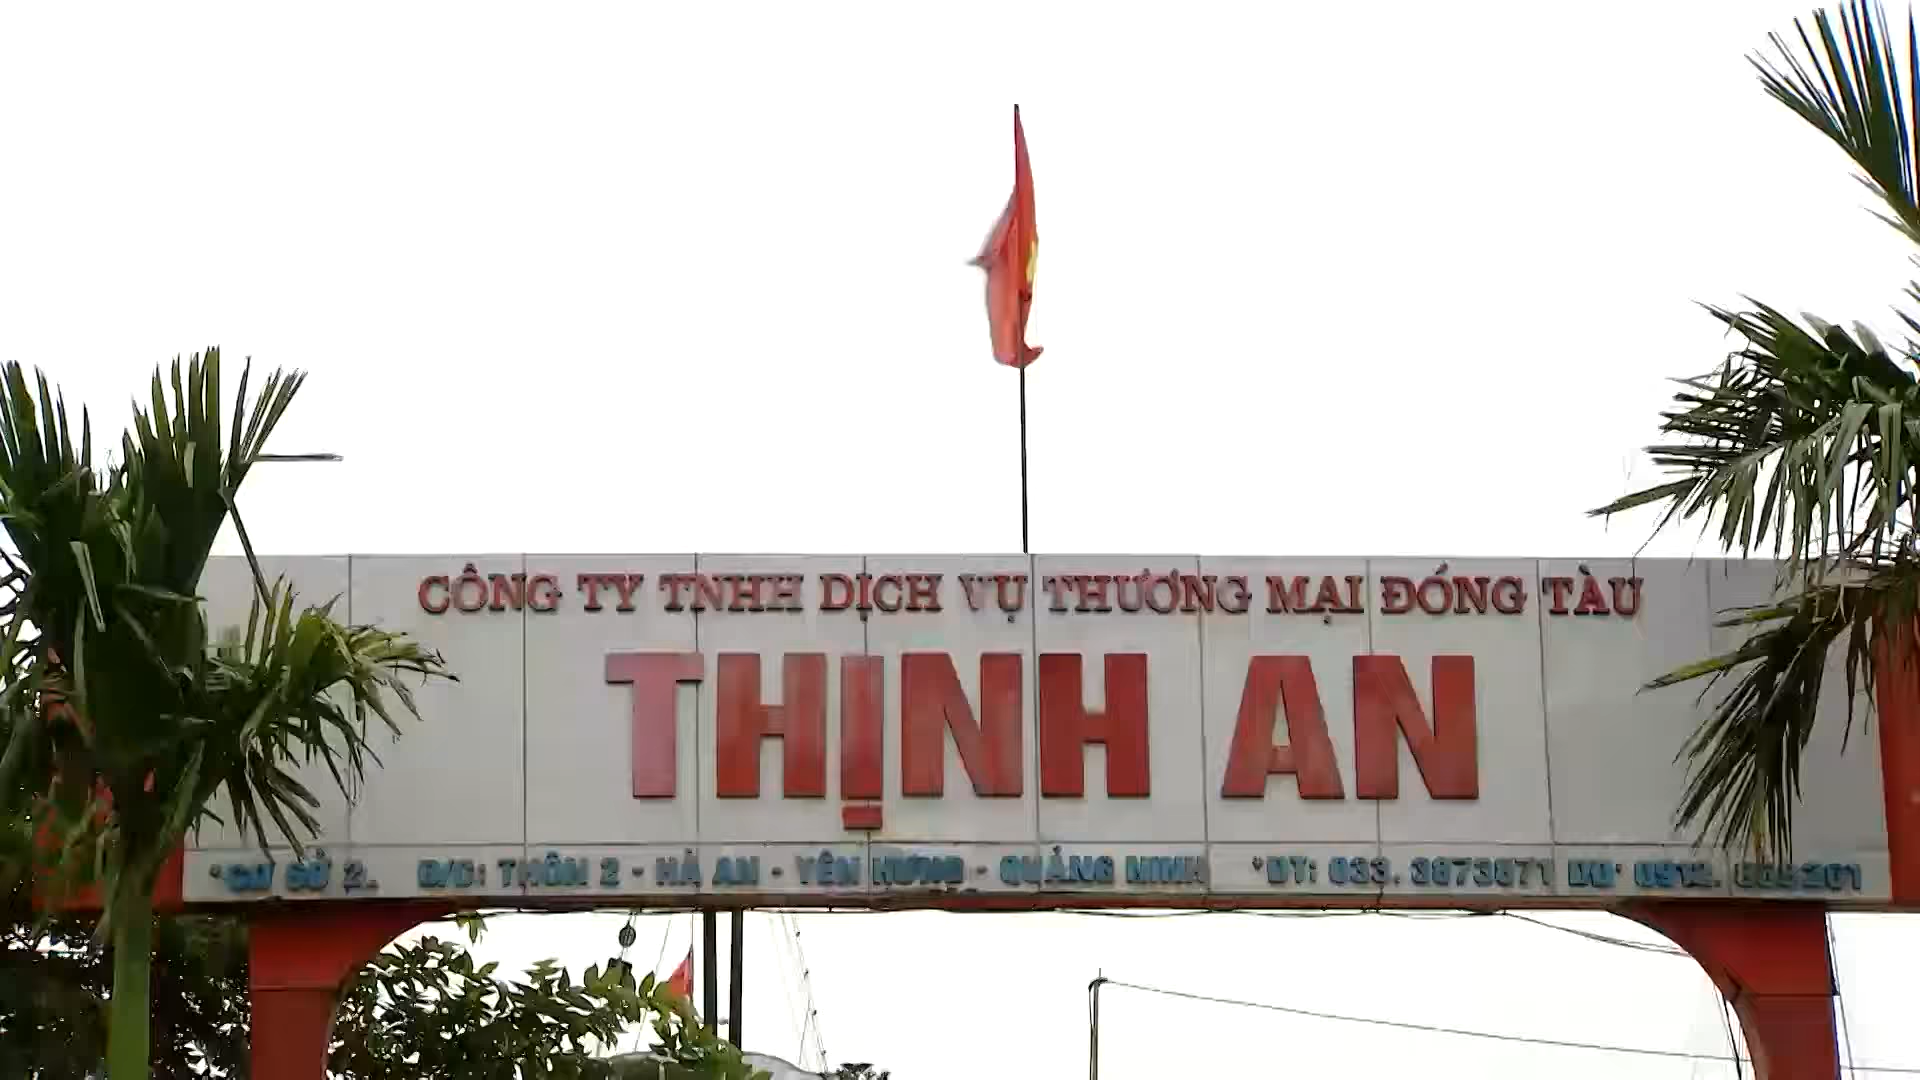 CÔNG TY TNHH DỊCH VỤ THƯƠNG MẠI ĐÓNG TÀU
THỊNH AN
*CƠ SỞ 2. Đ/C: THÔN 2 - HÀ AN - YÊN HƯNG - QUẢNG NINH *ĐT: 033. 3873871 DĐ: 0912.